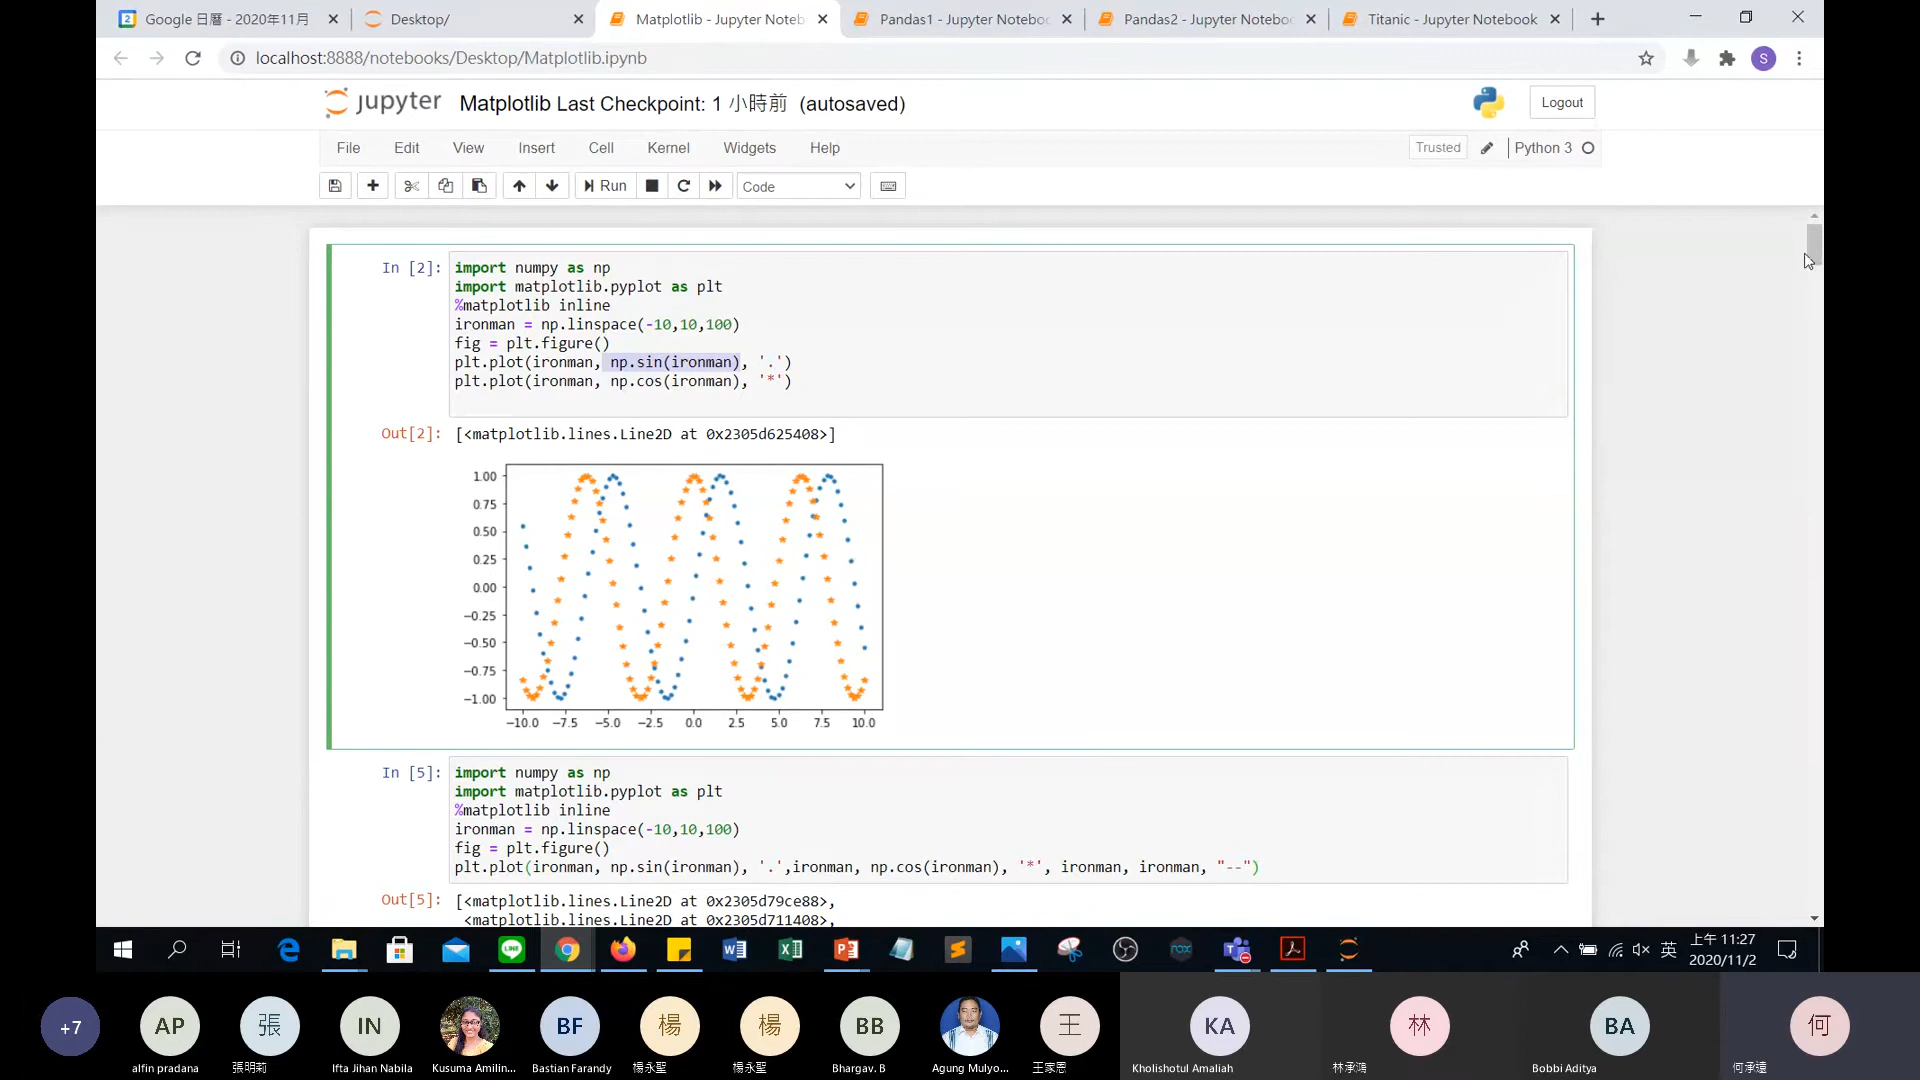 Google 日曆 - 2020年11月
Desktop/
Matplotlib - Jupyter Noteb
Pandas1 - Jupyter Noteboo
Pandas2 - Jupyter Noteboo
Titanic - Jupyter Notebook
localhost:8888/notebooks/Desktop/Matplotlib.ipynb
S
jupyter
Matplotlib Last Checkpoint: 1 小時前 (autosaved)
Logout
File
Edit
View
Insert
Cell
Kernel
Widgets
Help
Trusted
Python 3
Run
Code
In [2]:
import numpy as np
import matplotlib.pyplot as plt
%matplotlib inline
ironman = np.linspace(-10,10,100)
fig = plt.figure()
plt.plot(ironman, np.sin(ironman), '.')
plt.plot(ironman, np.cos(ironman), '*')
Out[2]:
[<matplotlib.lines.Line2D at 0x2305d625408>]
1.00
0.75
0.50
0.25
0.00
−0.25
−0.50
−0.75
−1.00
−10.0 −7.5 −5.0 −2.5 0.0 2.5 5.0 7.5 10.0
In [5]:
import numpy as np
import matplotlib.pyplot as plt
%matplotlib inline
ironman = np.linspace(-10,10,100)
fig = plt.figure()
plt.plot(ironman, np.sin(ironman), '.',ironman, np.cos(ironman), '*', ironman, ironman, "--")
Out[5]:
[<matplotlib.lines.Line2D at 0x2305d79ce88>,
<matplotlib.lines.Line2D at 0x2305d711408>,
英
上午 11:27
2020/11/2
+7
AP
張
IN
BF
楊
楊
BB
王
KA
林
BA
何
alfin pradana
張明莉
Ifta Jihan Nabila
Kusuma Amilin...
Bastian Farandy
楊永聖
楊永聖
Bhargav. B
Agung Mulyo...
王家恩
Kholishotul Amaliah
林承鴻
Bobbi Aditya
何承遠